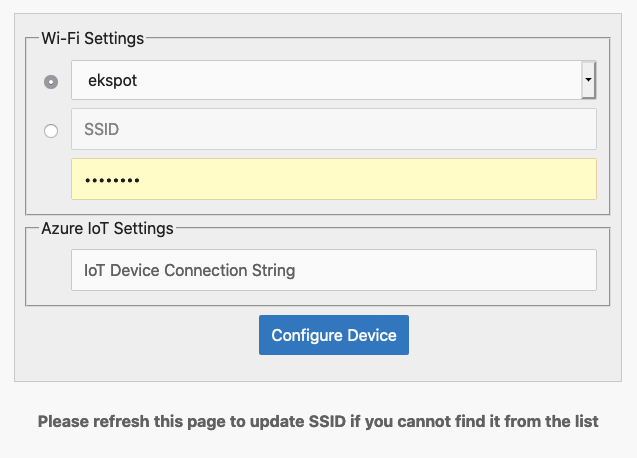 Wi-Fi Settings
ekspot
SSID
••••••••
Azure IoT Settings
IoT Device Connection String
Configure Device
Please refresh this page to update SSID if you cannot find it from the list